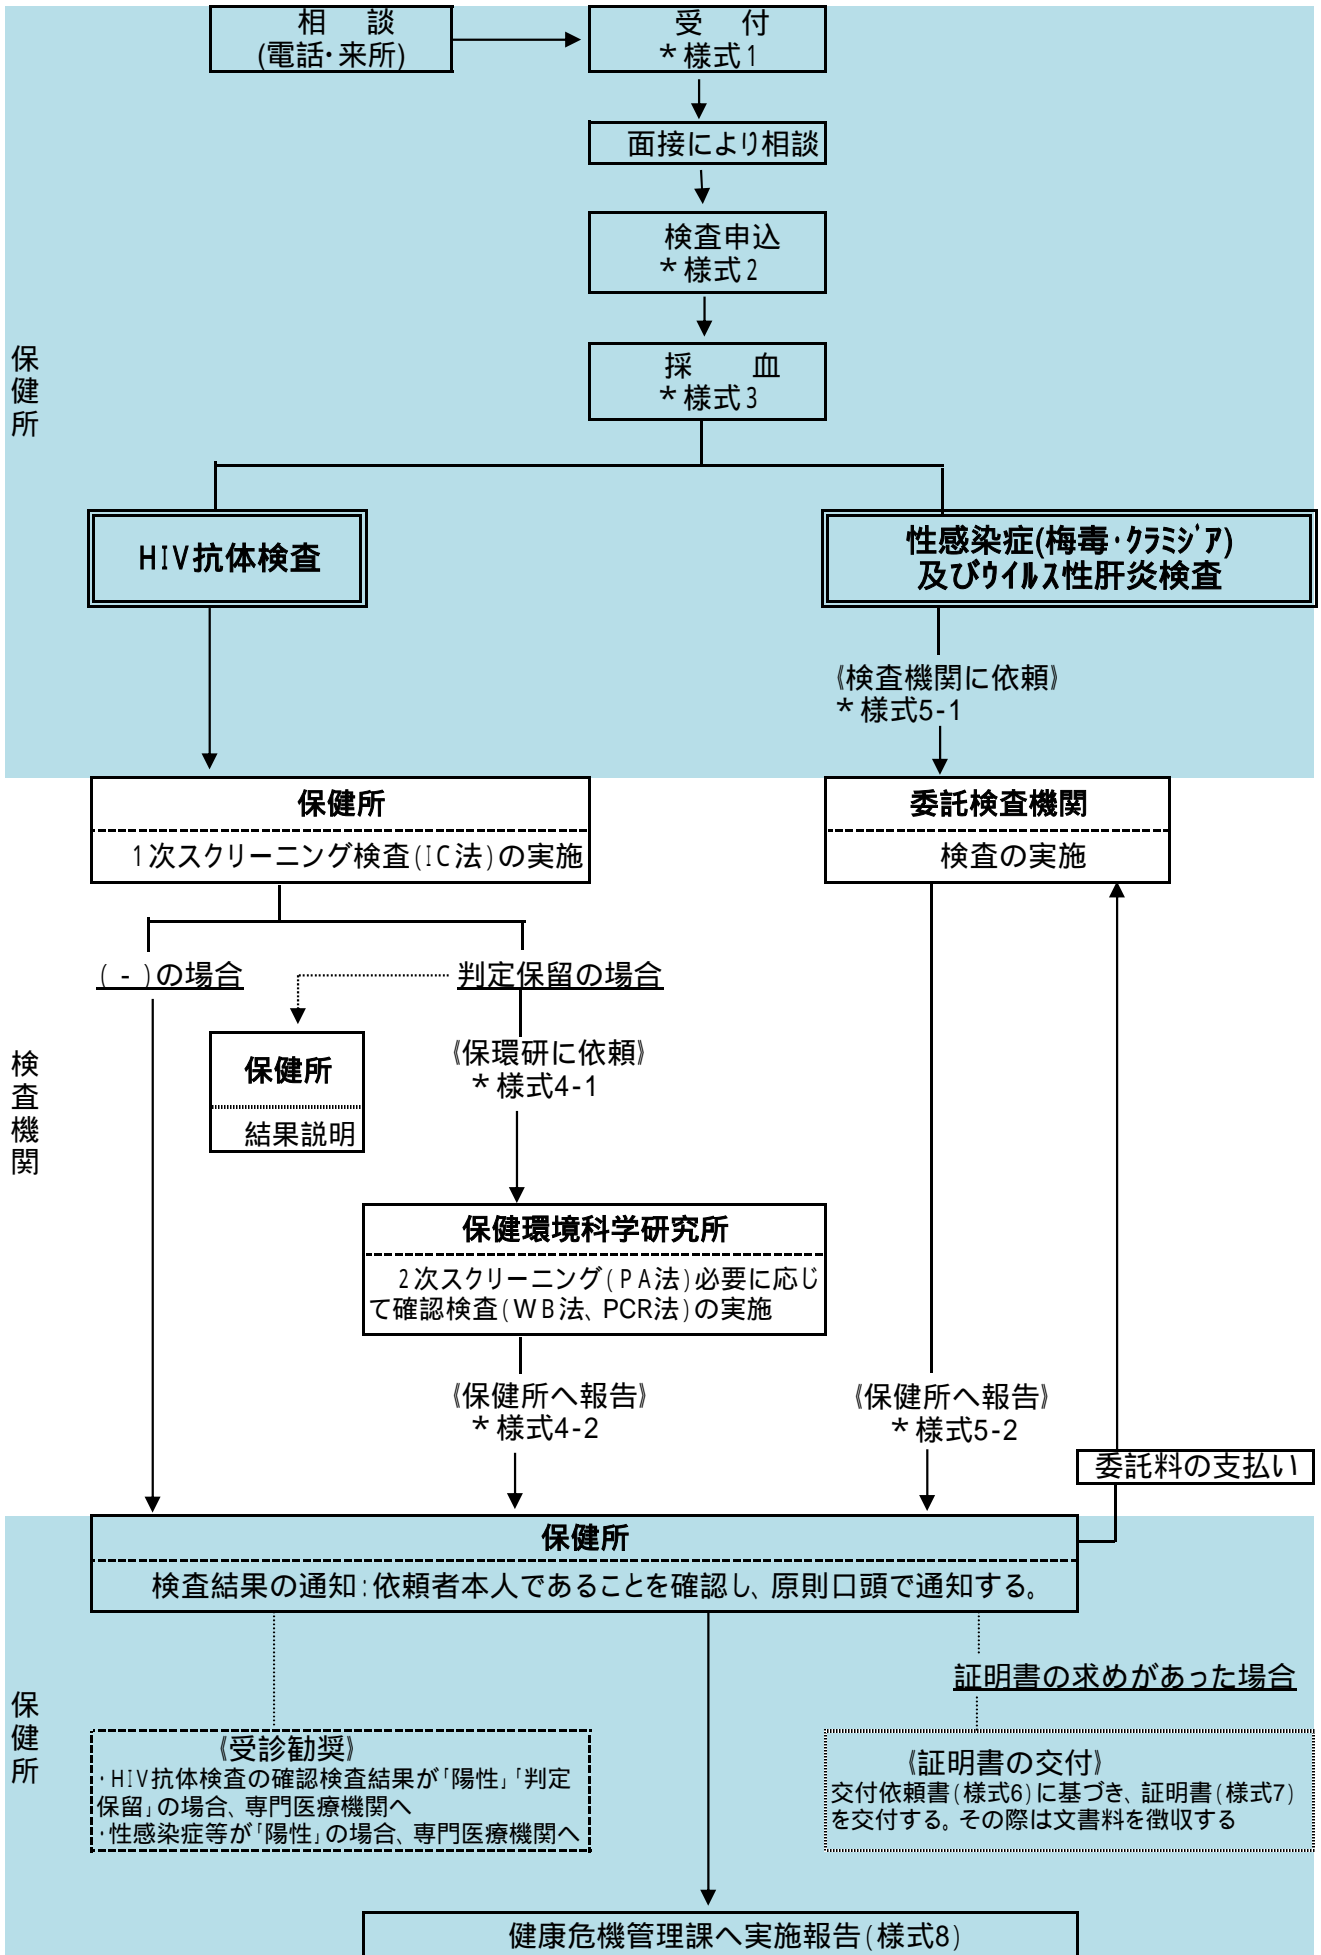 相　談
(電話・来所)
受　付
＊様式1
面接により相談
検査申込
＊様式2
採　血
＊様式3
保健所
HIV抗体検査
性感染症(梅毒・クラミジア)
及びウイルス性肝炎検査
《検査機関に依頼》
＊様式5-1
保健所
1次スクリーニング検査(IC法)の実施
委託検査機関
検査の実施
(－)の場合
判定保留の場合
保健所
結果説明
《保環研に依頼》
＊様式4-1
検査機関
保健環境科学研究所
2次スクリーニング(PA法)必要に応じ
て確認検査(WB法、PCR法)の実施
《保健所へ報告》
＊様式4-2
《保健所へ報告》
＊様式5-2
委託料の支払い
保健所
検査結果の通知：依頼者本人であることを確認し、原則口頭で通知する。
証明書の求めがあった場合
保健所
《受診勧奨》
・HIV抗体検査の確認検査結果が「陽性」「判定
保留」の場合、専門医療機関へ
・性感染症等が「陽性」の場合、専門医療機関へ
《証明書の交付》
交付依頼書(様式6)に基づき、証明書(様式7)
を交付する。その際は文書料を徴収する
健康危機管理課へ実施報告(様式8)